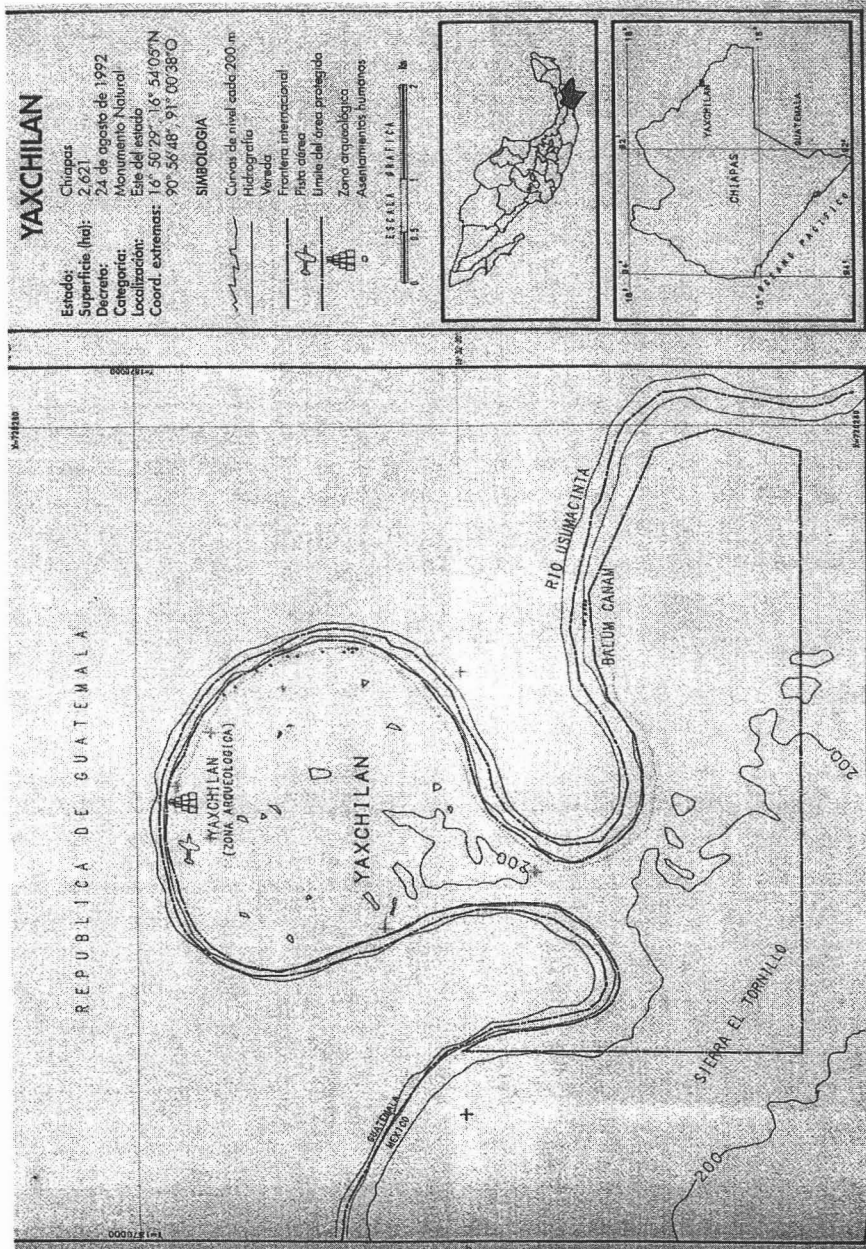 YAXCHILAN
Estado: Chiapas
Superficie (ha): 2,621
Decreto: 24 de agosto de 1992
Categoría: Monumento Natural
Localización: Este del estado
Coord. extremas: 16° 50'29", 16° 54'05"N
90° 56'48", 91° 00'38"O
SIMBOLOGIA
Curvas de nivel cada 200 m
Hidrografía
Vereda
Frontera internacional
Pista aérea
Límite del área protegida
Zona arqueológica
Asentamientos humanos
ESCALA GRAFICA
0 0.5 1 2
REPUBLICA DE GUATEMALA
YAXCHILAN
(ZONA ARQUEOLOGICA)
YAXCHILAN
200
RIO USUMACINTA
BALUM CANAM
GUATEMALA
MEXICO
SIERRA EL TORNILLO
200
200
YAXCHILAN
CHIAPAS
GUATEMALA
OCEANO PACIFICO